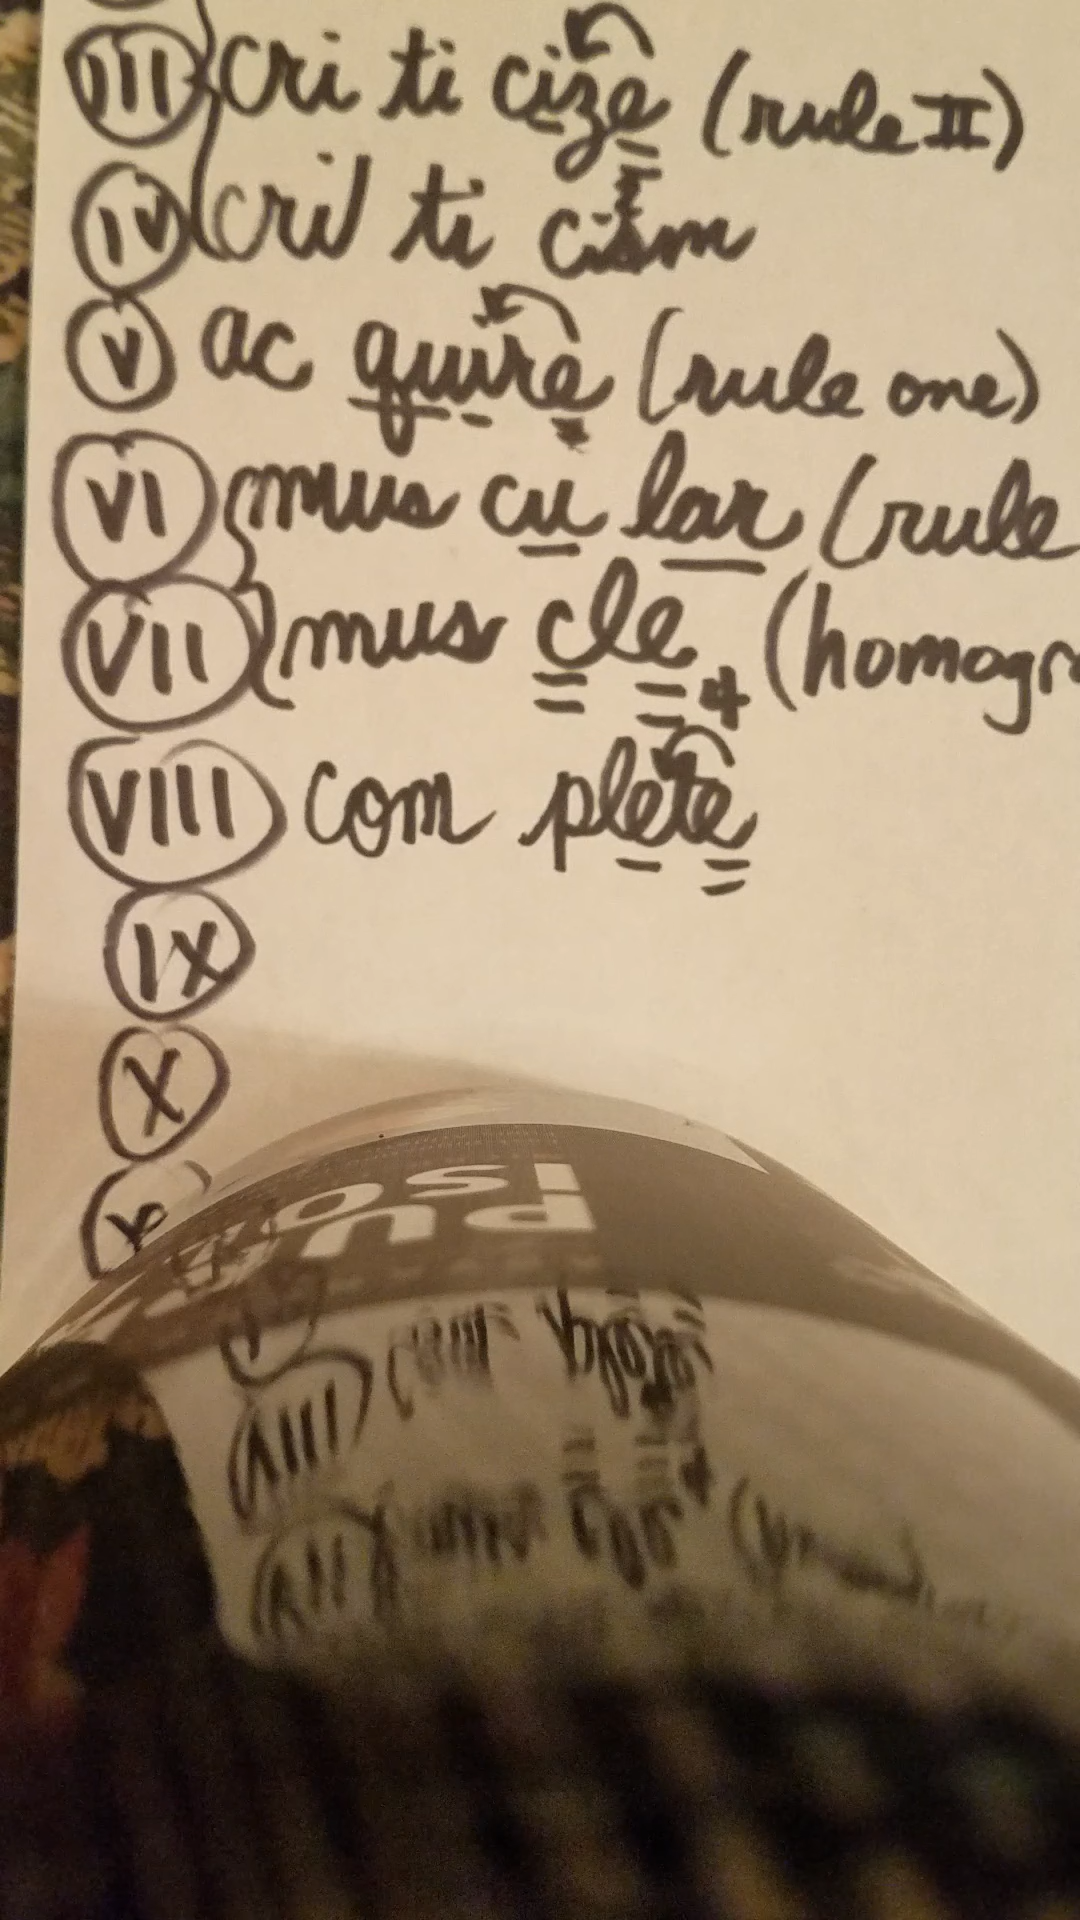 III cri ti cize (rule II)
IV cri ti cism
V ac quire (rule one)
VI mus cu lar (rule
VII mus cle 4 (homogr
VIII com plete
IX
X